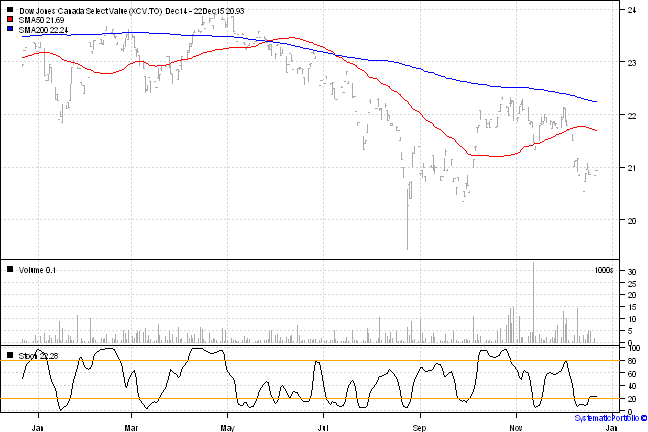 Dow Jones Canada Select Value (XCV.TO) Dec14 - 22Dec15 20.93
SMA50 21.69
SMA200 22.24
24
23
22
21
20
Volume 0.1
1000s
30
25
20
15
10
5
0
Stoch 22.28
100
80
60
40
20
0
Jan Mar May Jul Sep Nov Jan
SystematicPortfolio ©